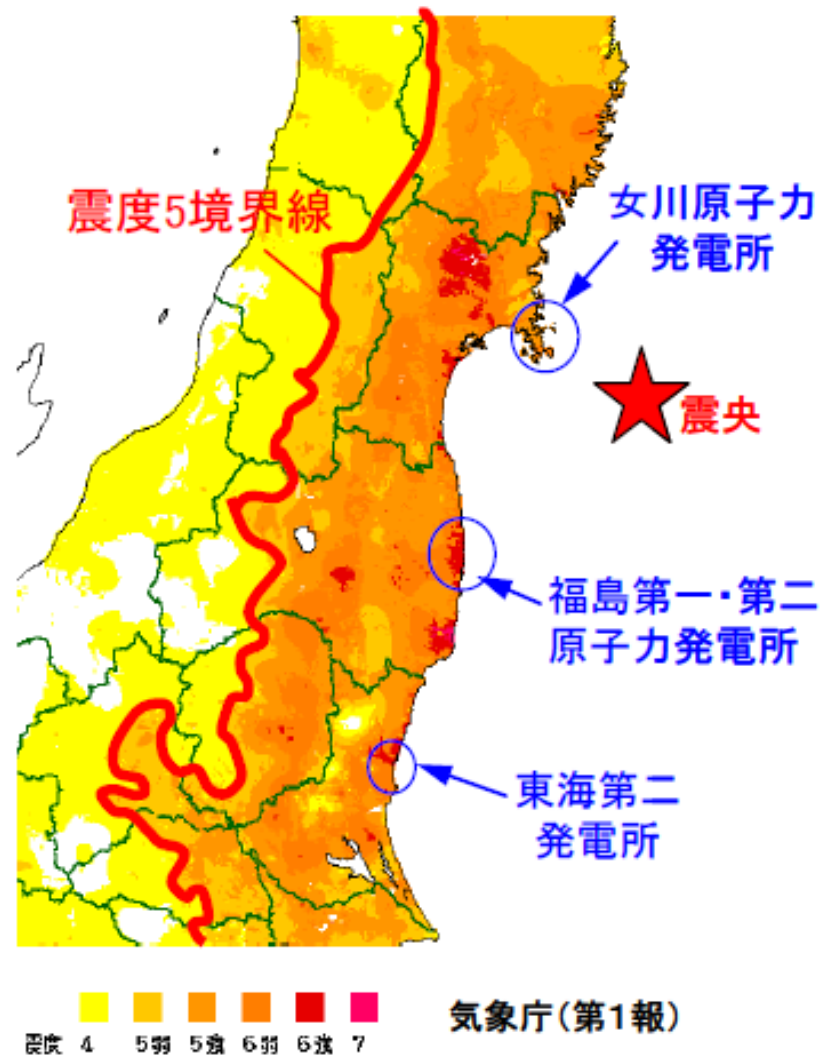 震度5境界線
女川原子力
発電所
震央
福島第一・第二
原子力発電所
東海第二
発電所
震度 4 5弱 5強 6弱 6強 7
気象庁(第1報)